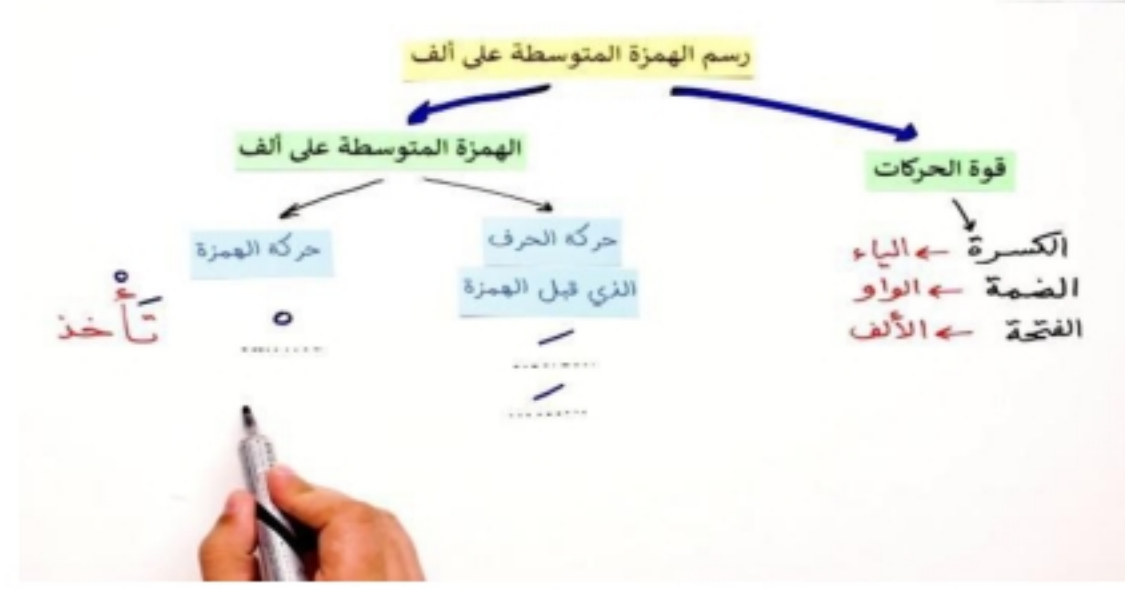 رسم الهمزة المتوسطة على ألف
قوة الحركات
الكسرة ← الياء
الضمة ← الواو
الفتحة ← الألف
الهمزة المتوسطة على ألف
حركة الحرف
الذي قبل الهمزة
حركة الهمزة
تَأْخذ